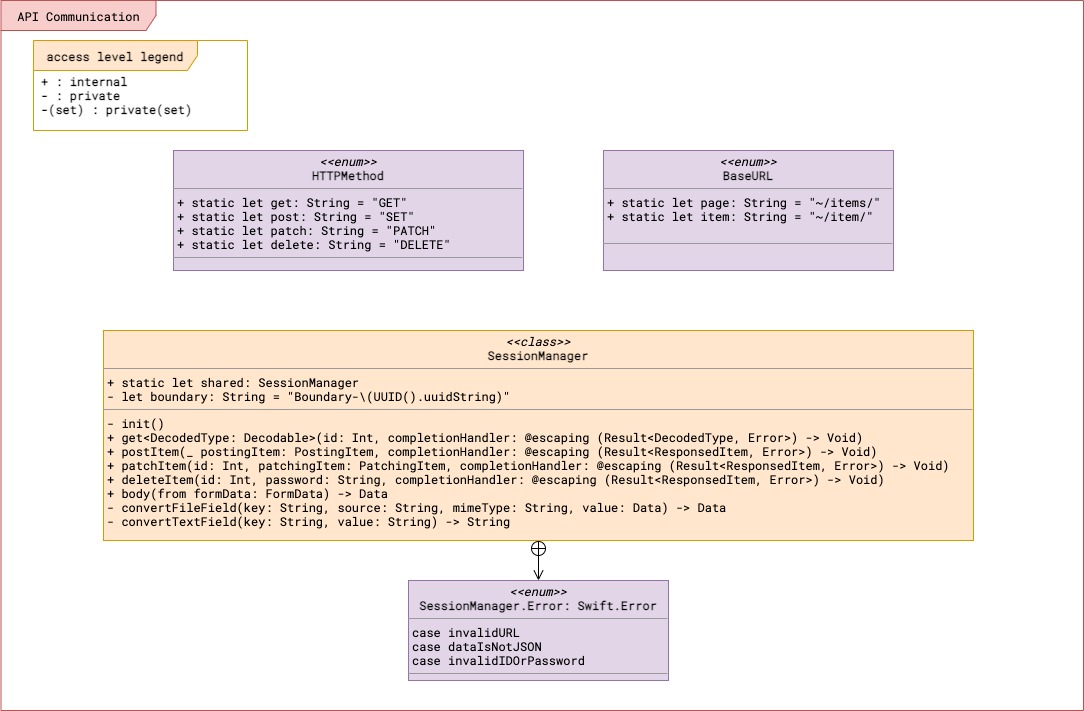 API Communication
access level legend
+ : internal
- : private
-(set) : private(set)
<<enum>>
HTTPMethod
+ static let get: String = "GET"
+ static let post: String = "SET"
+ static let patch: String = "PATCH"
+ static let delete: String = "DELETE"
<<enum>>
BaseURL
+ static let page: String = "~/items/"
+ static let item: String = "~/item/"
<<class>>
SessionManager
+ static let shared: SessionManager
- let boundary: String = "Boundary-\(UUID().uuidString)"
- init()
+ get<DecodedType: Decodable>(id: Int, completionHandler: @escaping (Result<DecodedType, Error>) -> Void)
+ postItem(_ postingItem: PostingItem, completionHandler: @escaping (Result<ResponsedItem, Error>) -> Void)
+ patchItem(id: Int, patchingItem: PatchingItem, completionHandler: @escaping (Result<ResponsedItem, Error>) -> Void)
+ deleteItem(id: Int, password: String, completionHandler: @escaping (Result<ResponsedItem, Error>) -> Void)
+ body(from formData: FormData) -> Data
- convertFileField(key: String, source: String, mimeType: String, value: Data) -> Data
- convertTextField(key: String, value: String) -> String
<<enum>>
SessionManager.Error: Swift.Error
case invalidURL
case dataIsNotJSON
case invalidIDOrPassword